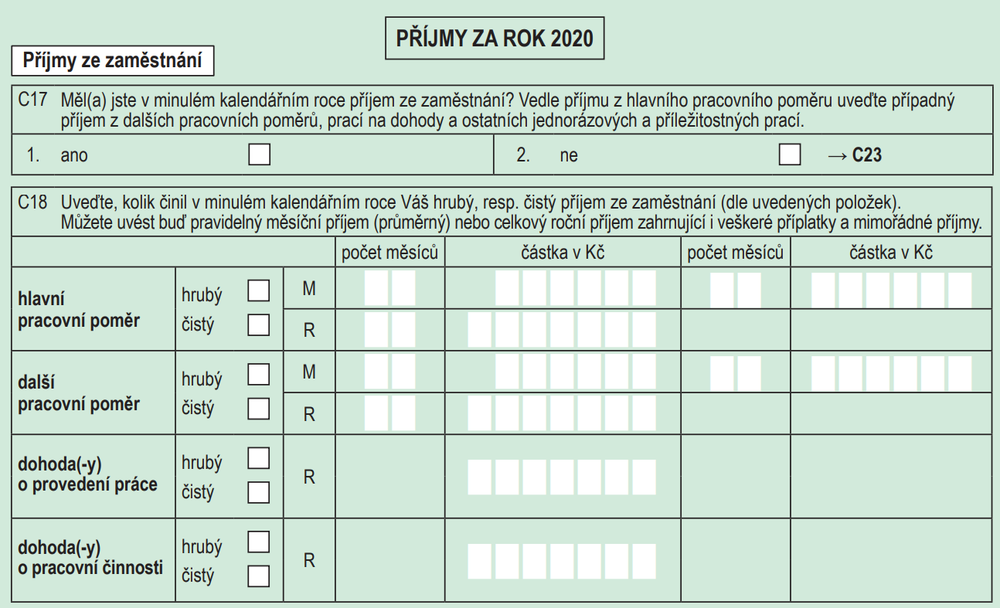 PŘÍJMY ZA ROK 2020
Příjmy ze zaměstnání
C17 Měl(a) jste v minulém kalendářním roce příjem ze zaměstnání? Vedle příjmu z hlavního pracovního poměru uveďte případný
příjem z dalších pracovních poměrů, prací na dohody a ostatních jednorázových a příležitostných prací.
1. ano 2. ne → C23
C18 Uveďte, kolik činil v minulém kalendářním roce Váš hrubý, resp. čistý příjem ze zaměstnání (dle uvedených položek).
Můžete uvést buď pravidelný měsíční příjem (průměrný) nebo celkový roční příjem zahrnující i veškeré příplatky a mimořádné příjmy.
počet měsíců částka v Kč počet měsíců částka v Kč
hlavní
pracovní poměr
hrubý
čistý
M
R
další
pracovní poměr
hrubý
čistý
M
R
dohoda(-y)
o provedení práce
hrubý
čistý
R
dohoda(-y)
o pracovní činnosti
hrubý
čistý
R